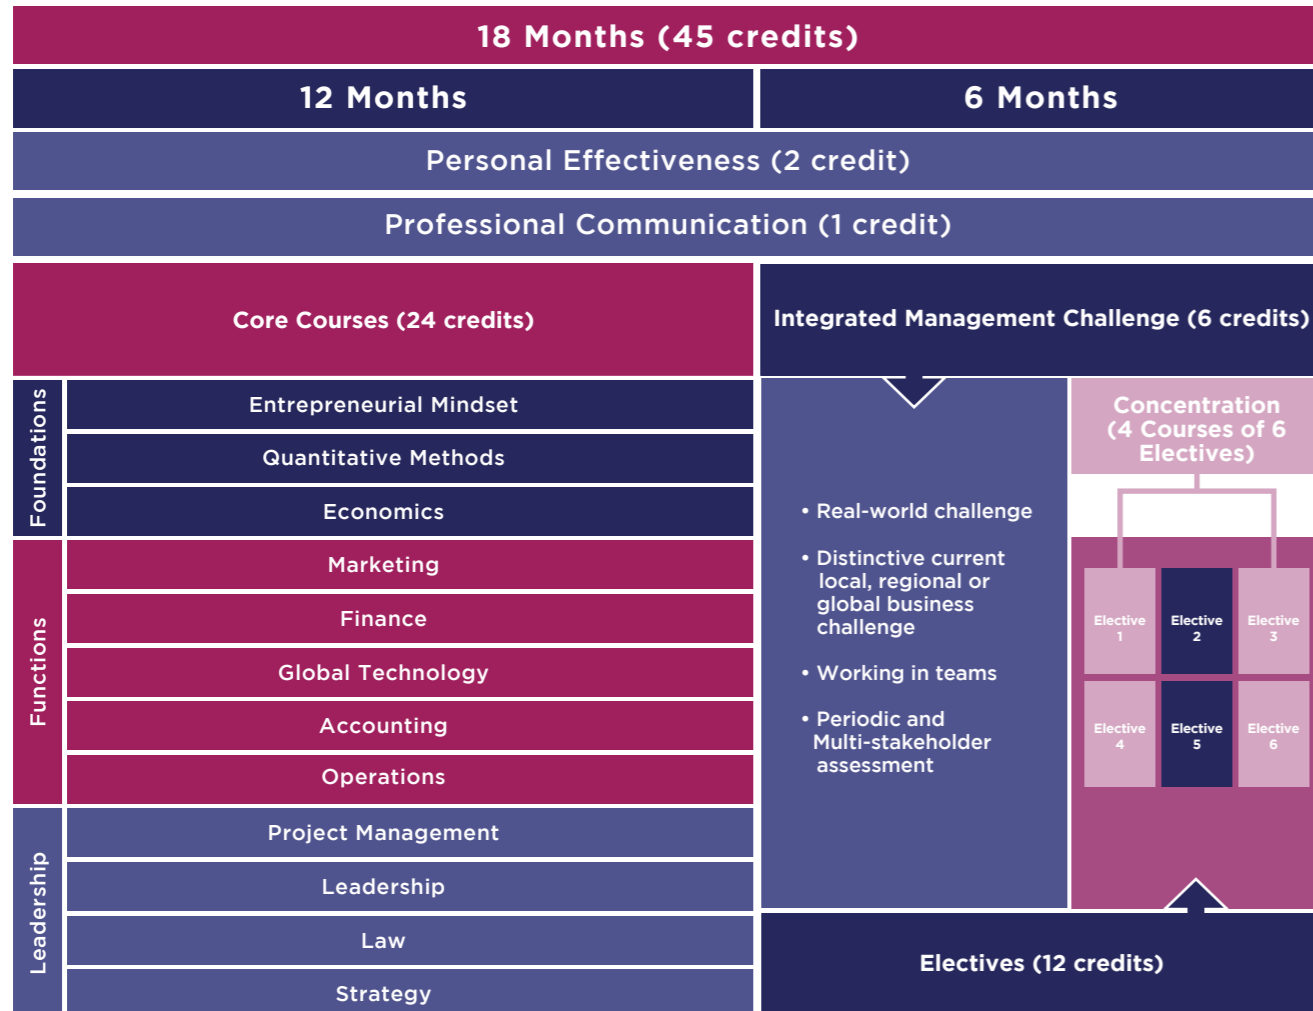 18 Months (45 credits)
12 Months
6 Months
Personal Effectiveness (2 credit)
Professional Communication (1 credit)
Core Courses (24 credits)
Foundations
Entrepreneurial Mindset
Quantitative Methods
Economics
Functions
Marketing
Finance
Global Technology
Accounting
Operations
Leadership
Project Management
Leadership
Law
Strategy
Integrated Management Challenge (6 credits)
• Real-world challenge
• Distinctive current
local, regional or
global business
challenge
• Working in teams
• Periodic and
Multi-stakeholder
assessment
Concentration
(4 Courses of 6
Electives)
Elective
1
Elective
2
Elective
3
Elective
4
Elective
5
Elective
6
Electives (12 credits)